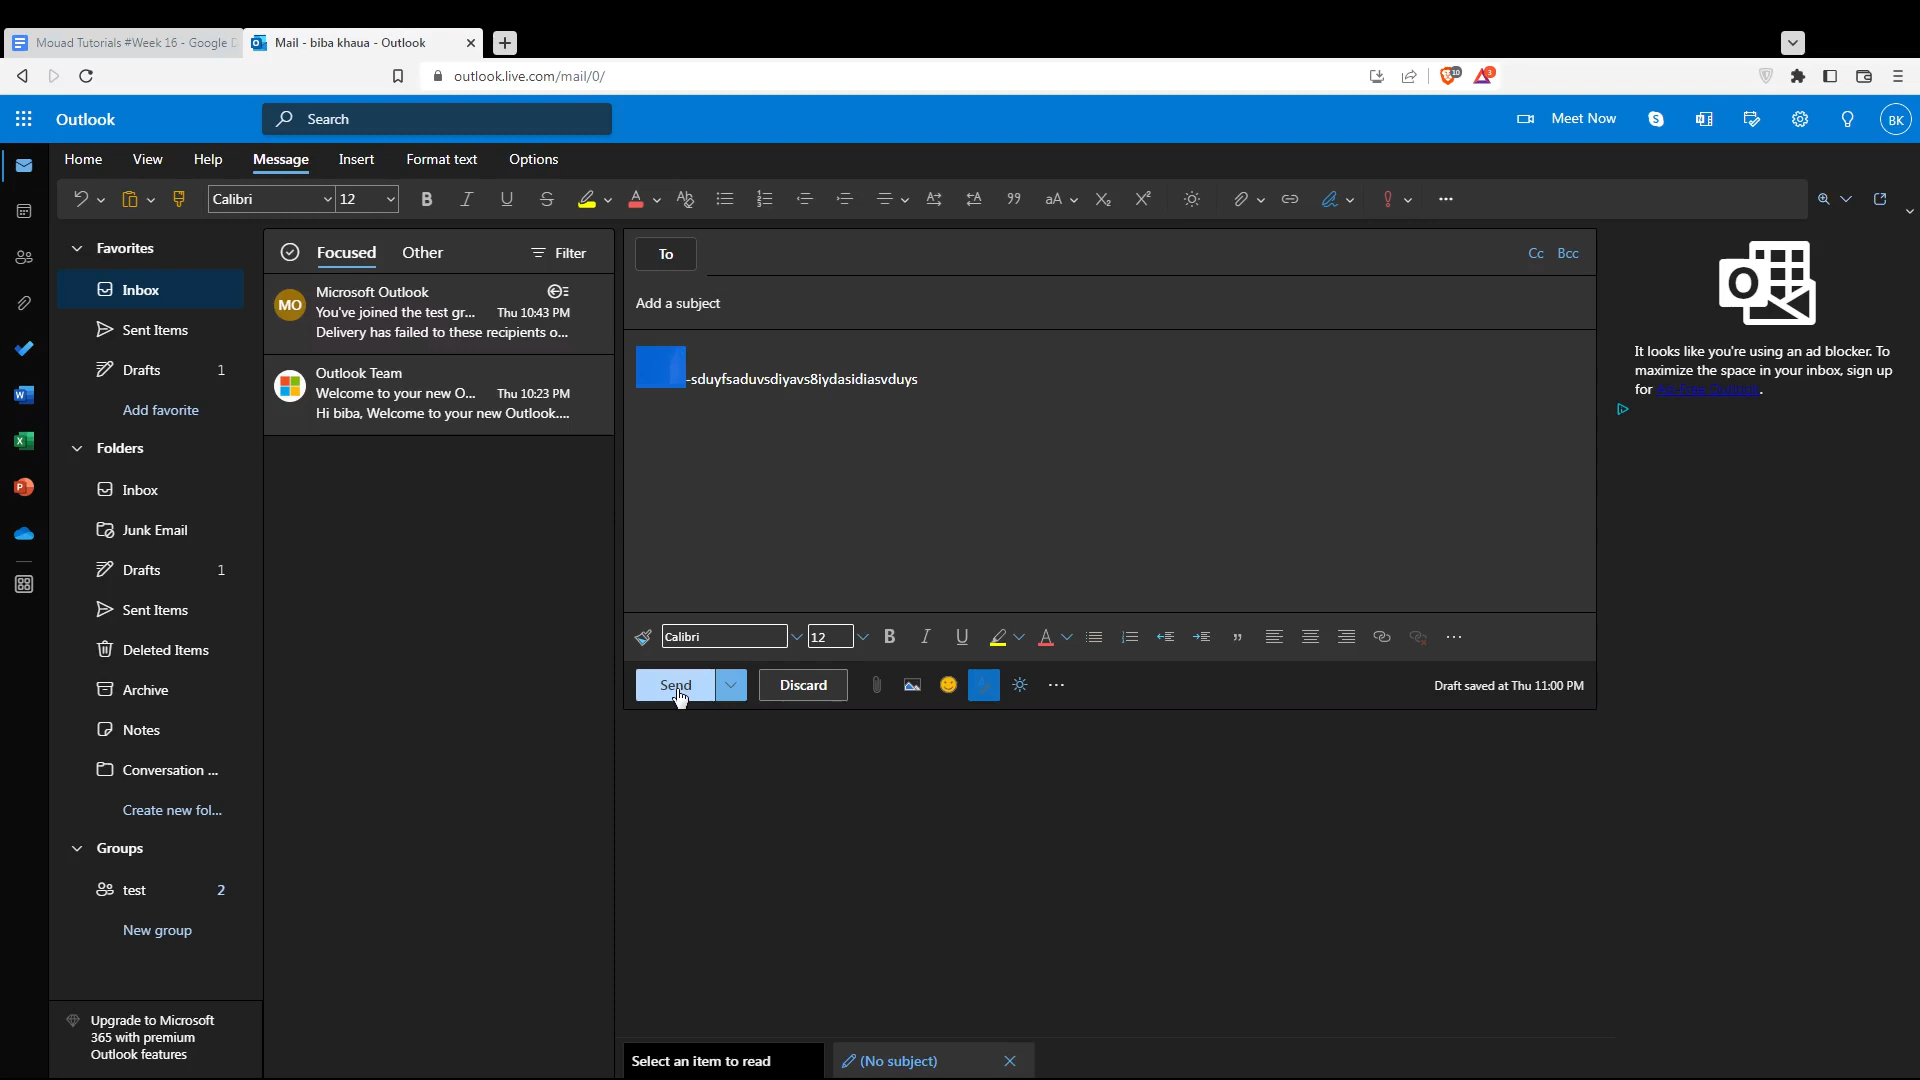 Mouad Tutorials #Week 16 - Google D
Mail - biba khaua - Outlook
outlook.live.com/mail/0/
10
3
Outlook
Search
Meet Now
BK
Home
View
Help
Message
Insert
Format text
Options
Calibri
12
Favorites
Inbox
Sent Items
Drafts 1
Add favorite
Folders
Inbox
Junk Email
Drafts 1
Sent Items
Deleted Items
Archive
Notes
Conversation ...
Create new fol...
Groups
test 2
New group
Upgrade to Microsoft
365 with premium
Outlook features
Focused
Other
Filter
MO
Microsoft Outlook
You've joined the test gr... Thu 10:43 PM
Delivery has failed to these recipients o...
Outlook Team
Welcome to your new O... Thu 10:23 PM
Hi biba, Welcome to your new Outlook....
To
Cc
Bcc
Add a subject
-sduyfsaduvsdiyavs8iydasidiasvduys
Calibri
12
Send
Discard
Draft saved at Thu 11:00 PM
Select an item to read
(No subject)
It looks like you're using an ad blocker. To
maximize the space in your inbox, sign up
for Ad-Free Outlook.